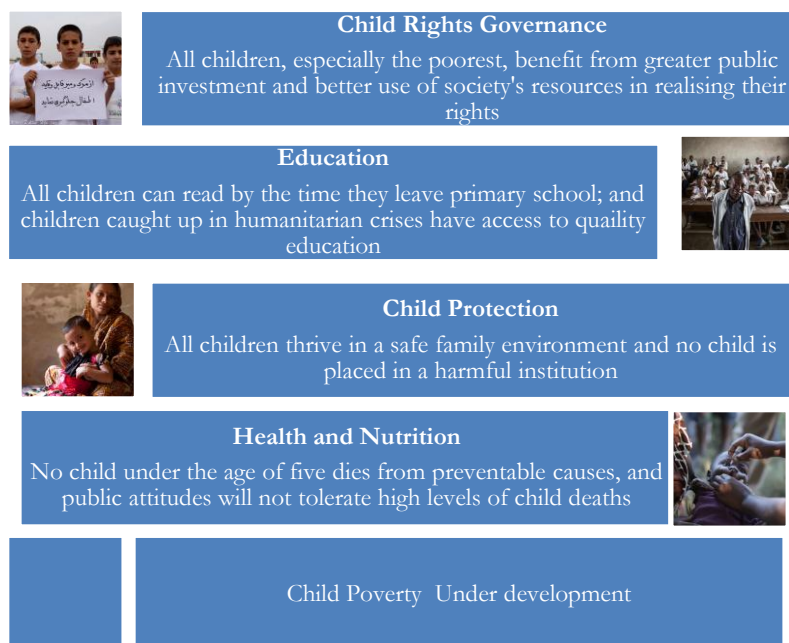 Child Rights Governance
All children, especially the poorest, benefit from greater public
investment and better use of society's resources in realising their
rights
Education
All children can read by the time they leave primary school; and
children caught up in humanitarian crises have access to quaility
education
Child Protection
All children thrive in a safe family environment and no child is
placed in a harmful institution
Health and Nutrition
No child under the age of five dies from preventable causes, and
public attitudes will not tolerate high levels of child deaths
Child Poverty  Under development